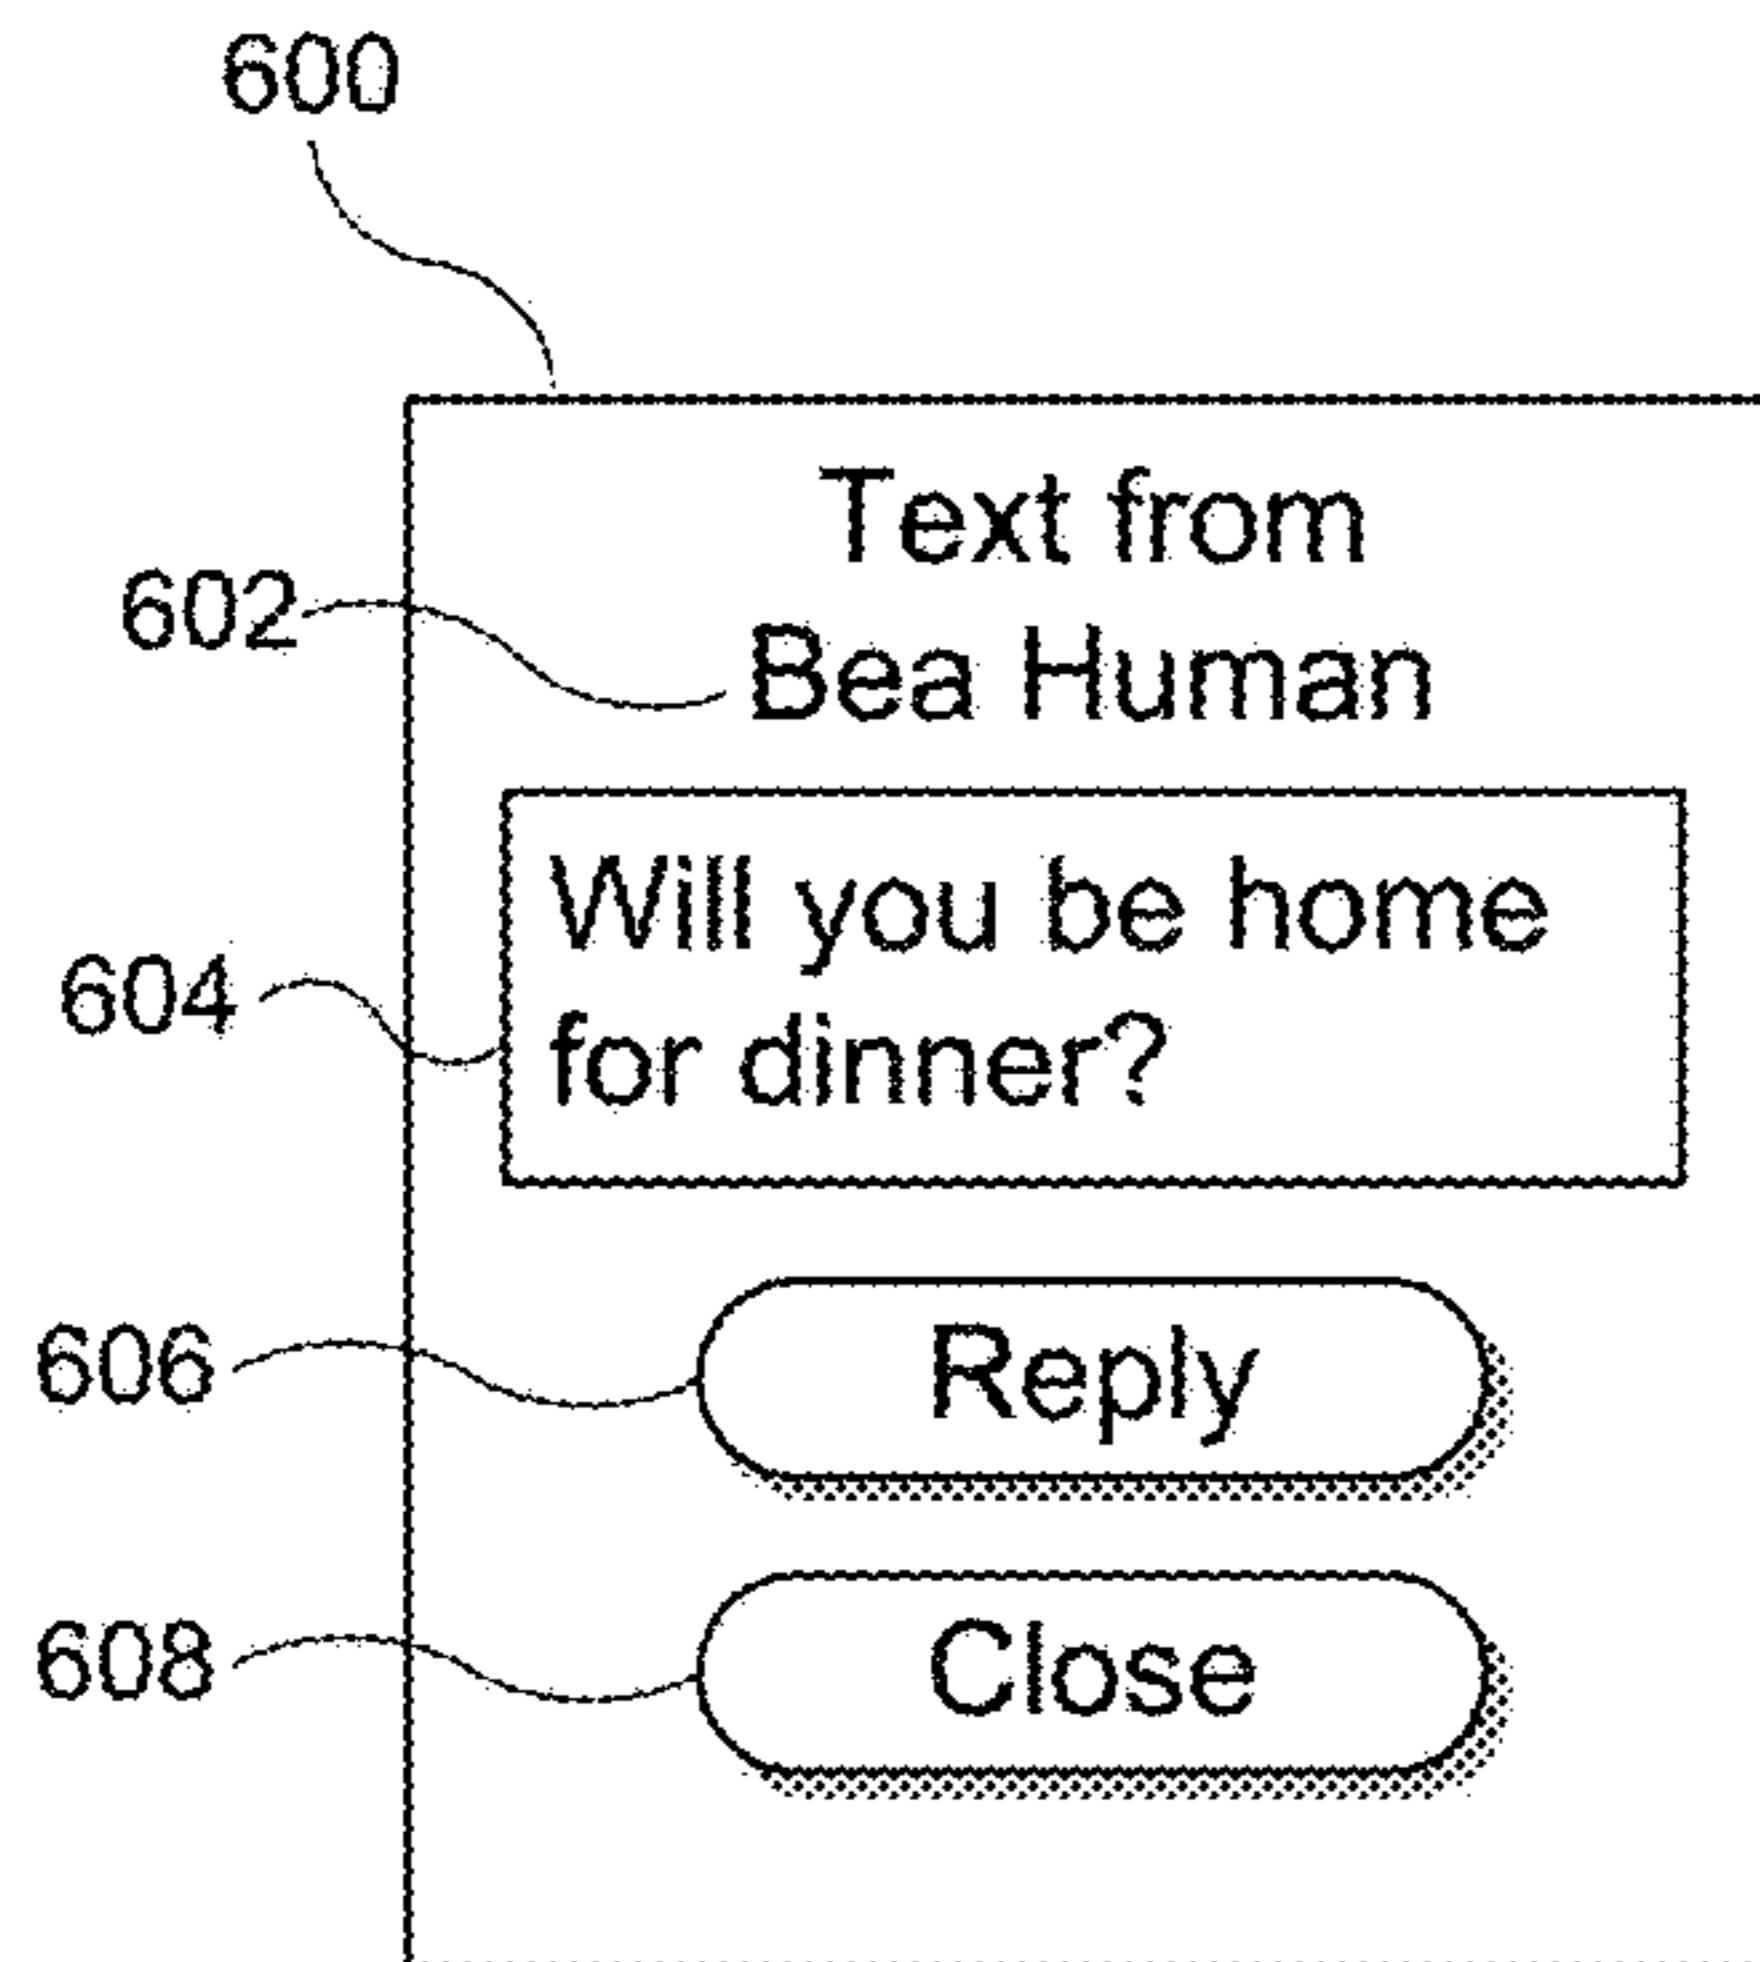 600
Text from
602
Bea Human
Will you be home
604
for dinner?
606
Reply
608
Close